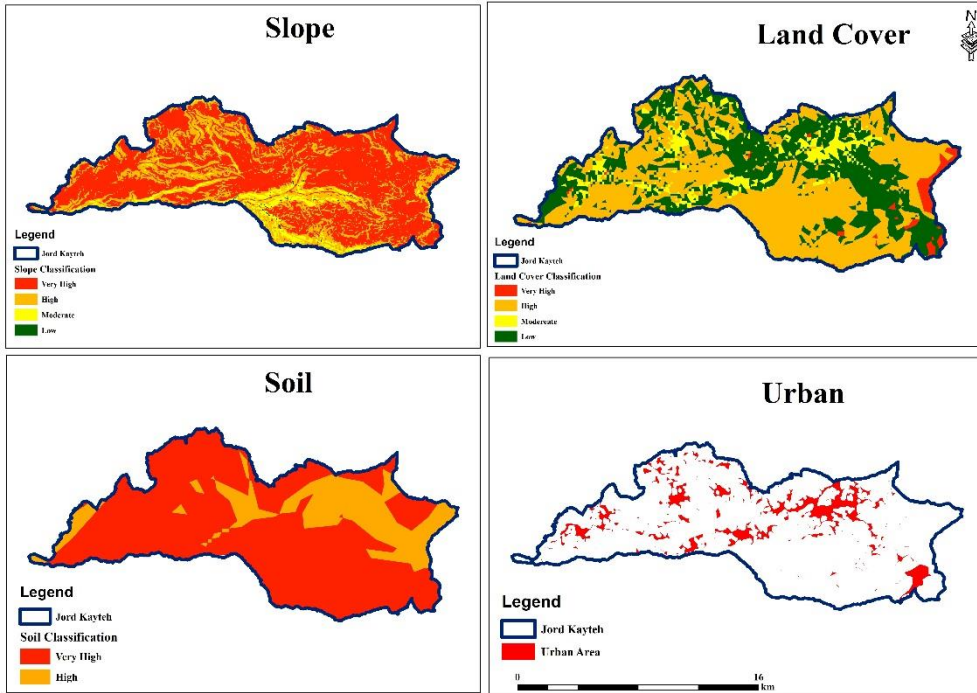 Slope
Legend
Jord Kayteh
Slope Classification
Very High
High
Moderate
Low
Land Cover
N
Legend
Jord Kayteh
Land Cover Classification
Very High
High
Modereate
Low
Soil
Legend
Jord Kayteh
Soil Classification
Very High
High
Urban
Legend
Jord Kayteh
Urban Area
0 16
km